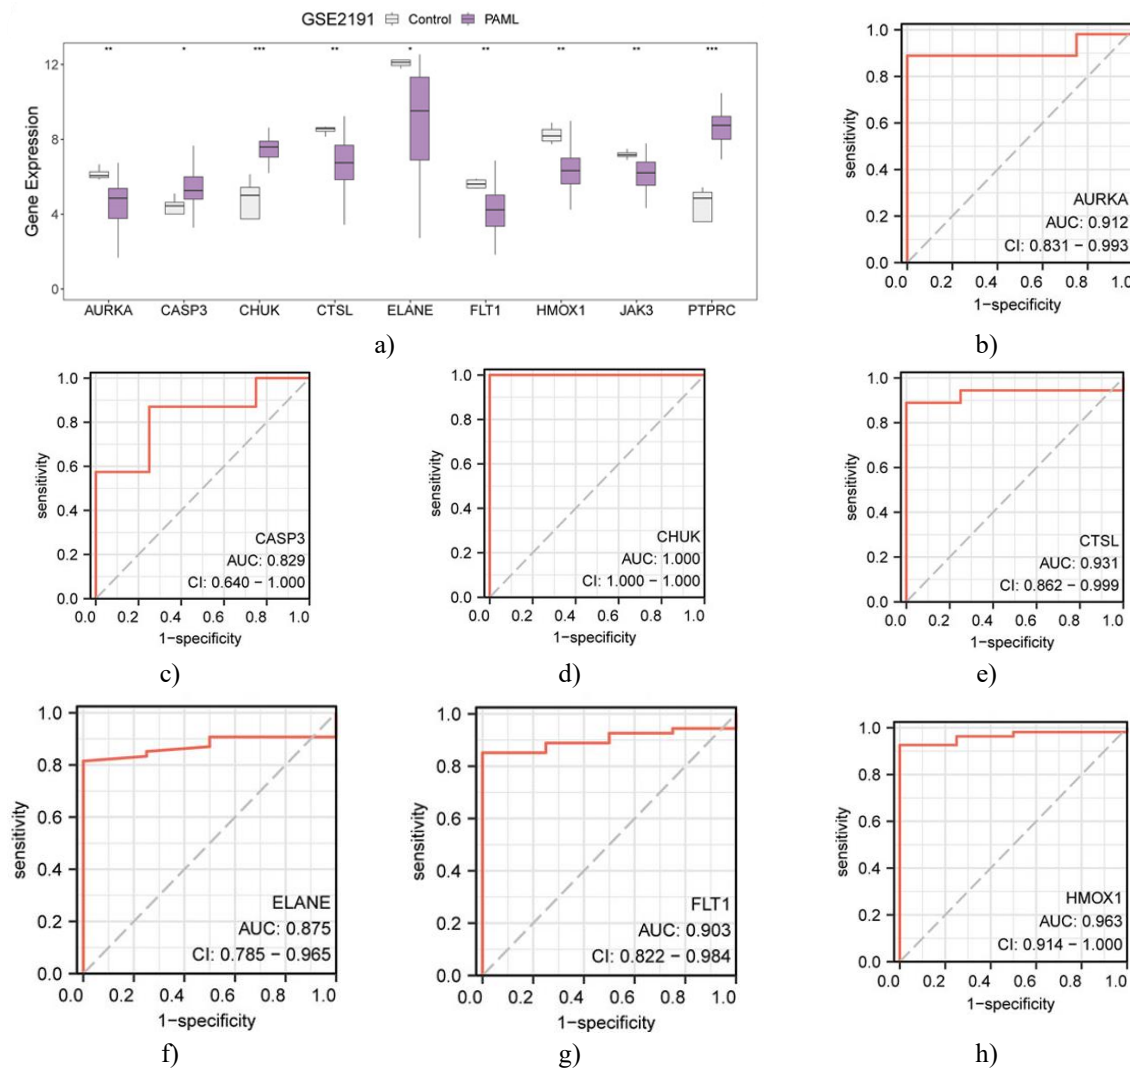 GSE2191 Control PAML
** * *** ** * ** ** ** ***
Gene Expression
12
8
4
0
AURKA CASP3 CHUK CTSL ELANE FLT1 HMOX1 JAK3 PTPRC
a)
sensitivity
1.0
0.8
0.6
0.4
0.2
0.0
AURKA
AUC: 0.912
CI: 0.831 − 0.993
0.0 0.2 0.4 0.6 0.8 1.0
1−specificity
b)
sensitivity
1.0
0.8
0.6
0.4
0.2
0.0
CASP3
AUC: 0.829
CI: 0.640 − 1.000
0.0 0.2 0.4 0.6 0.8 1.0
1−specificity
c)
sensitivity
1.0
0.8
0.6
0.4
0.2
0.0
CHUK
AUC: 1.000
CI: 1.000 − 1.000
0.0 0.2 0.4 0.6 0.8 1.0
1−specificity
d)
sensitivity
1.0
0.8
0.6
0.4
0.2
0.0
CTSL
AUC: 0.931
CI: 0.862 − 0.999
0.0 0.2 0.4 0.6 0.8 1.0
1−specificity
e)
sensitivity
1.0
0.8
0.6
0.4
0.2
0.0
ELANE
AUC: 0.875
CI: 0.785 − 0.965
0.0 0.2 0.4 0.6 0.8 1.0
1−specificity
f)
sensitivity
1.0
0.8
0.6
0.4
0.2
0.0
FLT1
AUC: 0.903
CI: 0.822 − 0.984
0.0 0.2 0.4 0.6 0.8 1.0
1−specificity
g)
sensitivity
1.0
0.8
0.6
0.4
0.2
0.0
HMOX1
AUC: 0.963
CI: 0.914 − 1.000
0.0 0.2 0.4 0.6 0.8 1.0
1−specificity
h)